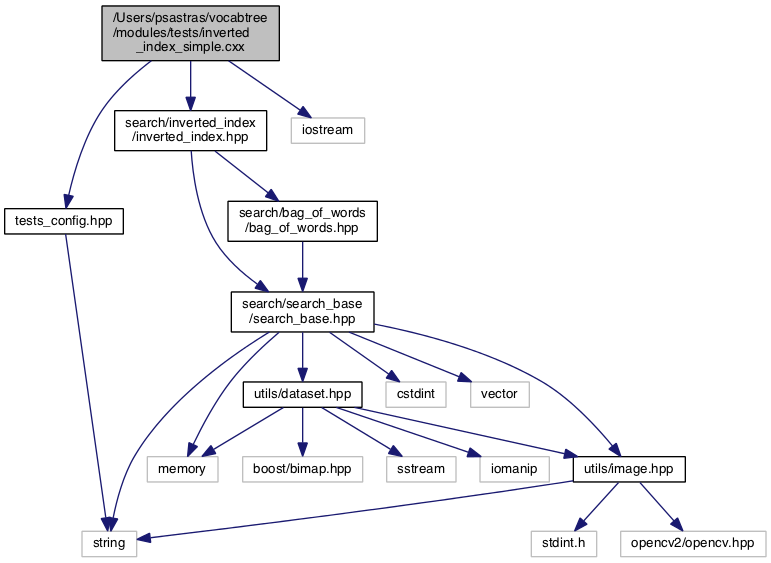 /Users/psastras/vocabtree
/modules/tests/inverted
_index_simple.cxx
search/inverted_index
/inverted_index.hpp
iostream
tests_config.hpp
search/bag_of_words
/bag_of_words.hpp
search/search_base
/search_base.hpp
utils/dataset.hpp
cstdint
vector
memory
boost/bimap.hpp
sstream
iomanip
utils/image.hpp
string
stdint.h
opencv2/opencv.hpp